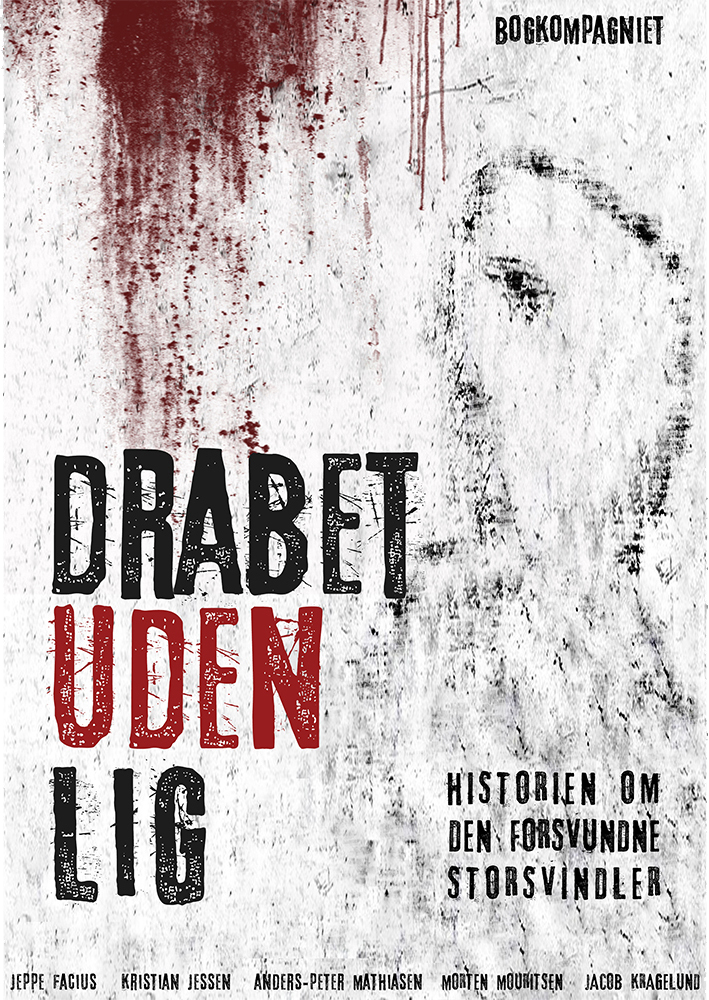 BOGKOMPAGNIET
DRABET
UDEN
LIG
HISTORIEN OM
DEN FORSVUNDNE
STORSVINDLER
JEPPE FACIUS KRISTIAN JESSEN ANDERS-PETER MATHIASEN MORTEN MOURITSEN JACOB KRAGELUND